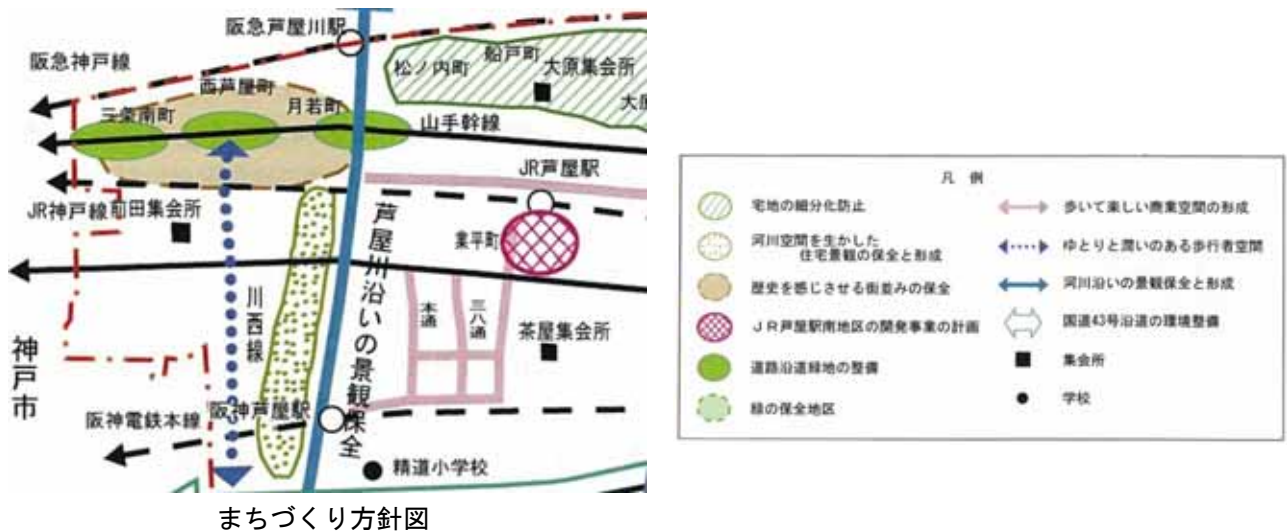 阪急芦屋川駅
阪急神戸線
船戸町
松ノ内町
大原集会所
西芦屋町
大原
月若町
三条南町
山手幹線
JR芦屋駅
JR神戸線
前田集会所
業平町
芦屋川沿いの景観保全
川西線
本通
三八通
茶屋集会所
神戸市
阪神芦屋駅
阪神電鉄本線
精道小学校
まちづくり方針図
凡 例
宅地の細分化防止
河川空間を生かした
住宅景観の保全と形成
歴史を感じさせる街並みの保全
JR芦屋駅南地区の開発事業の計画
道路沿道緑地の整備
緑の保全地区
歩いて楽しい商業空間の形成
ゆとりと潤いのある歩行者空間
河川沿いの景観保全と形成
国道43号沿道の環境整備
集会所
学校